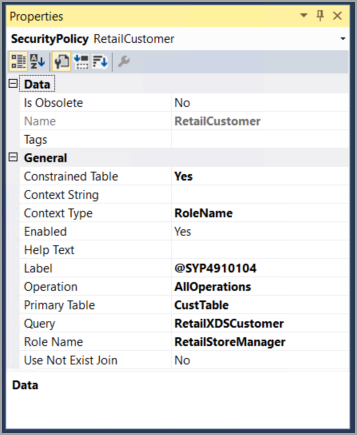 Properties
SecurityPolicy RetailCustomer
Data
Is Obsolete No
Name RetailCustomer
Tags
General
Constrained Table Yes
Context String
Context Type RoleName
Enabled Yes
Help Text
Label @SYP4910104
Operation AllOperations
Primary Table CustTable
Query RetailXDSCustomer
Role Name RetailStoreManager
Use Not Exist Join No
Data